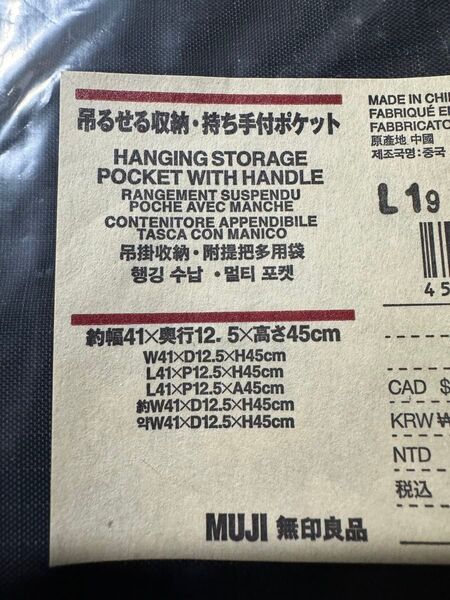 吊るせる収納・持ち手付ポケット
HANGING STORAGE
POCKET WITH HANDLE
RANGEMENT SUSPENDU
POCHE AVEC MANCHE
CONTENITORE APPENDIBILE
TASCA CON MANICO
吊掛収納・附提把多用袋
행깅 수납 ・멀티 포켓
約幅41×奥行12.5×高さ45cm
W41×D12.5×H45cm
L41×P12.5×H45cm
L41×P12.5×A45cm
約W41×D12.5×H45cm
약W41×D12.5×H45cm
MUJI 無印良品
MADE IN CHI
FABRIQUÉ E
FABBRICATO
原產地 中國
제조국명:중국
L19
45
CAD $
KRW₩
NTD
税込